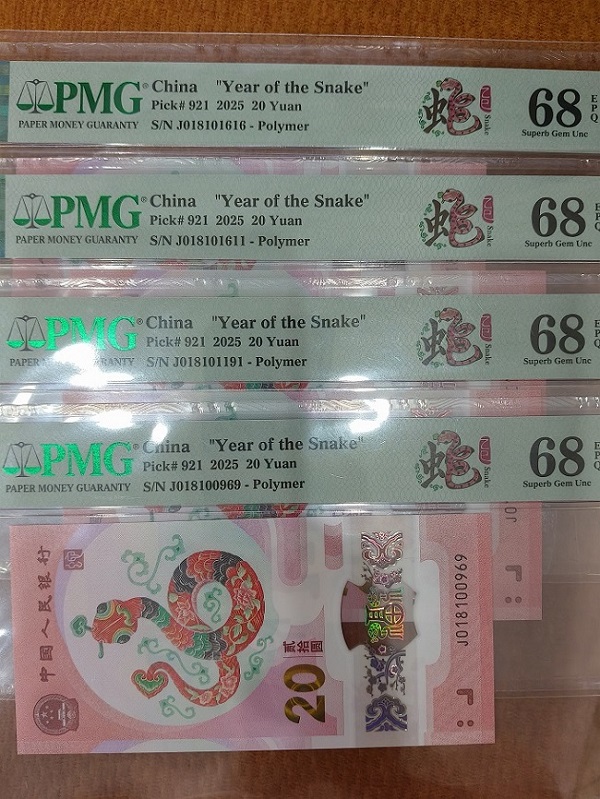 PMG® China "Year of the Snake"
Pick# 921 2025 20 Yuan
PAPER MONEY GUARANTY S/N J018101616 - Polymer
蛇 Snake
68 EPQ
Superb Gem Unc
PMG® China "Year of the Snake"
Pick# 921 2025 20 Yuan
PAPER MONEY GUARANTY S/N J018101611 - Polymer
蛇 Snake
68 EPQ
Superb Gem Unc
PMG® China "Year of the Snake"
Pick# 921 2025 20 Yuan
S/N J018101191 - Polymer
蛇 Snake
68 EPQ
Superb Gem Unc
PMG® China "Year of the Snake"
Pick# 921 2025 20 Yuan
PAPER MONEY GUARANTY S/N J018100969 - Polymer
蛇 Snake
68 EPQ
Superb Gem Unc
中国人民银行
20
贰拾圆
J018100969
J0